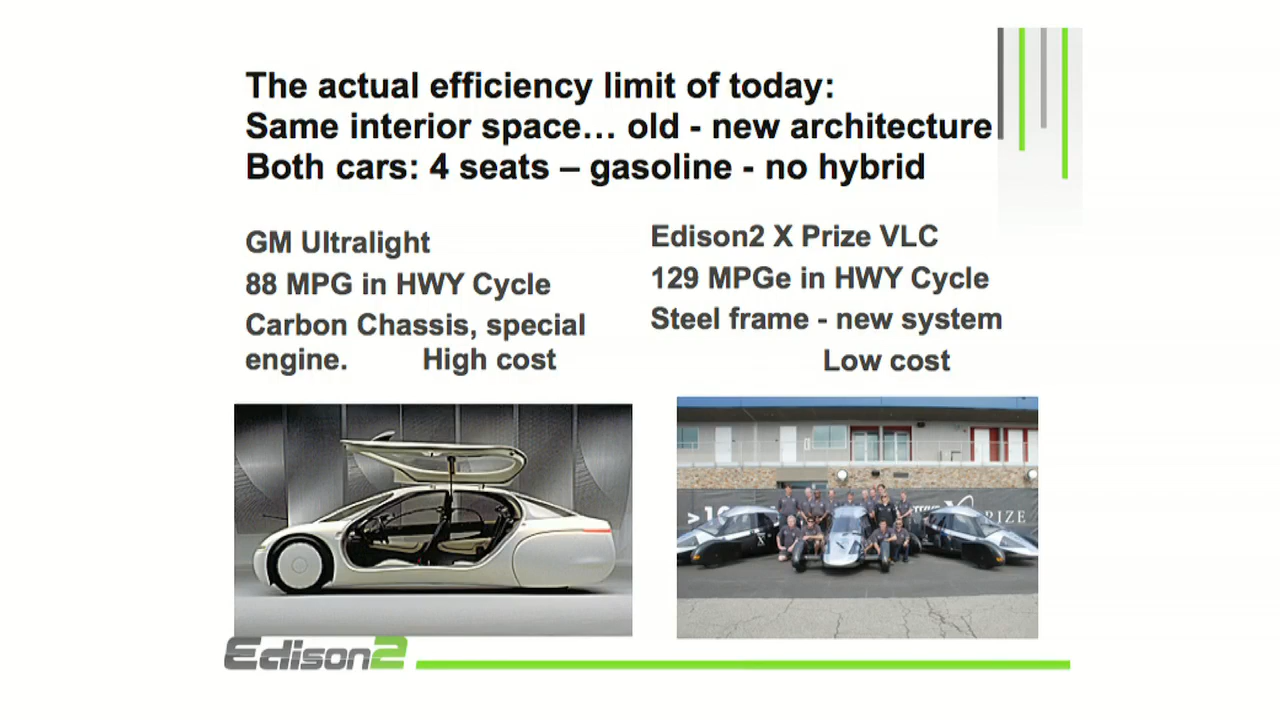 The actual efficiency limit of today:
Same interior space… old - new architecture
Both cars: 4 seats – gasoline - no hybrid
GM Ultralight
88 MPG in HWY Cycle
Carbon Chassis, special
engine. High cost
Edison2 X Prize VLC
129 MPGe in HWY Cycle
Steel frame - new system
Low cost
PRIZE
Edison2